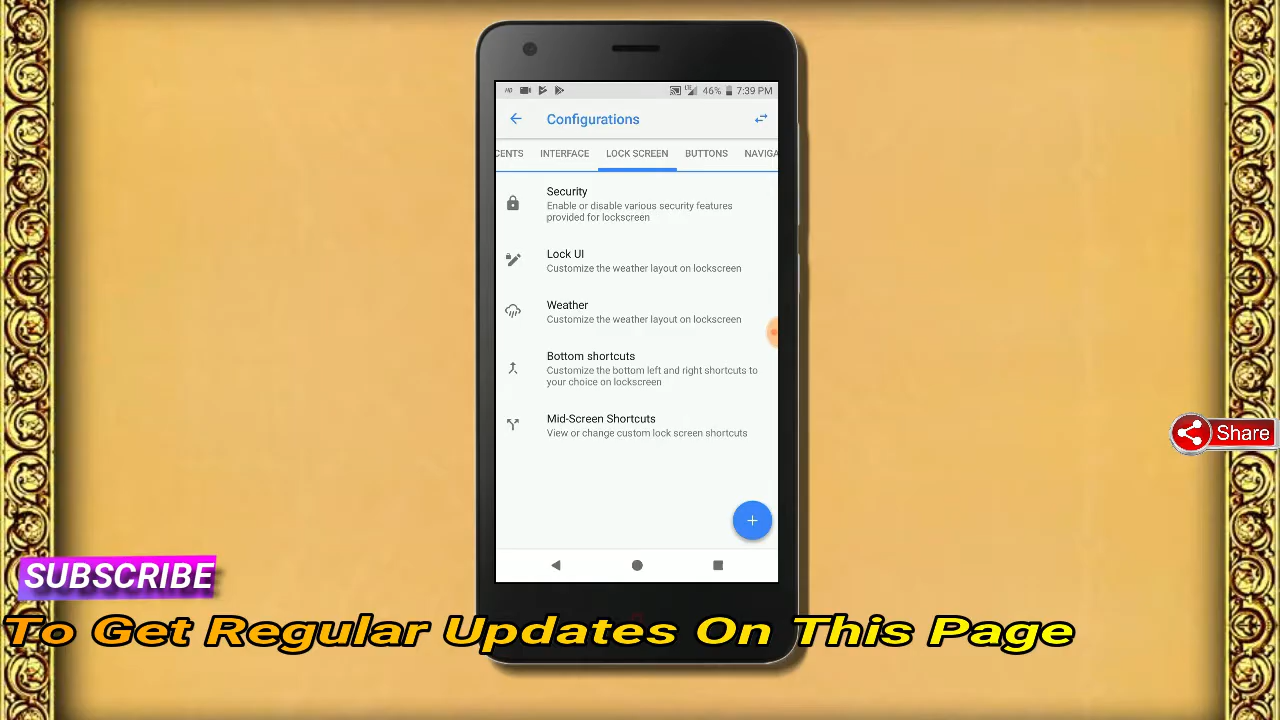 HD 46% 7:39 PM
Configurations
CENTS INTERFACE LOCK SCREEN BUTTONS NAVIGA
Security
Enable or disable various security features
provided for lockscreen
Lock UI
Customize the weather layout on lockscreen
Weather
Customize the weather layout on lockscreen
Bottom shortcuts
Customize the bottom left and right shortcuts to
your choice on lockscreen
Mid-Screen Shortcuts
View or change custom lock screen shortcuts
Share
SUBSCRIBE
To Get Regular Updates On This Page